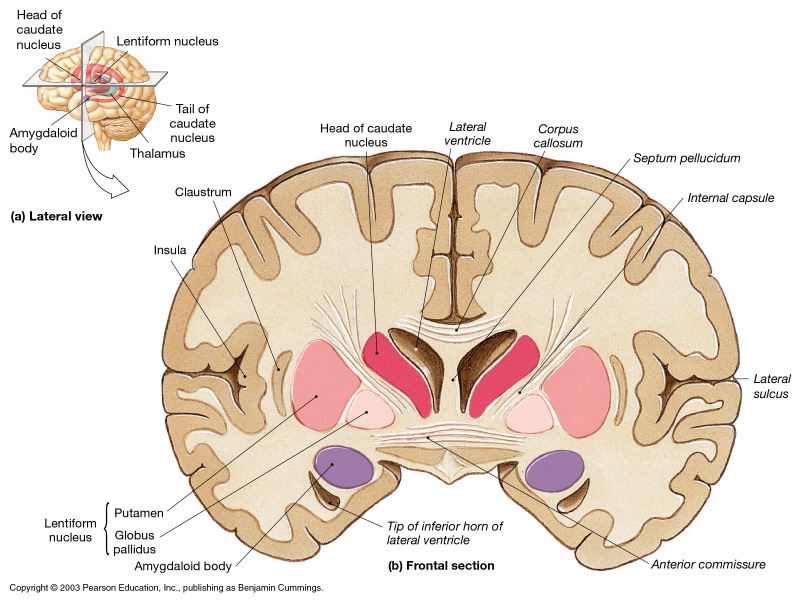 Head of
caudate
nucleus
Lentiform nucleus
Amygdaloid
body
Tail of
caudate
nucleus
Thalamus
(a) Lateral view
Head of caudate
nucleus
Lateral
ventricle
Corpus
callosum
Septum pellucidum
Internal capsule
Claustrum
Insula
Lateral
sulcus
Lentiform
nucleus
Putamen
Globus
pallidus
Amygdaloid body
Tip of inferior horn of
lateral ventricle
Anterior commissure
(b) Frontal section
Copyright © 2003 Pearson Education, Inc., publishing as Benjamin Cummings.